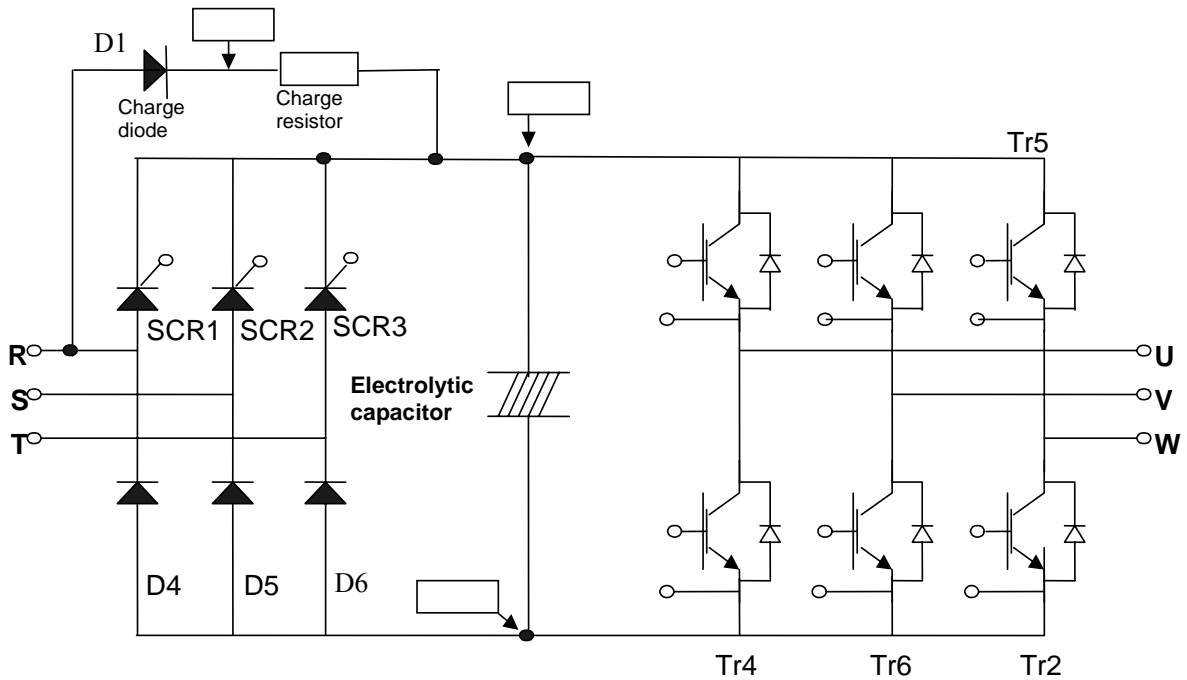 D1
Charge
diode
Charge
resistor
Tr5
SCR1
SCR2
SCR3
R
S
T
Electrolytic
capacitor
U
V
W
D4
D5
D6
Tr4
Tr6
Tr2